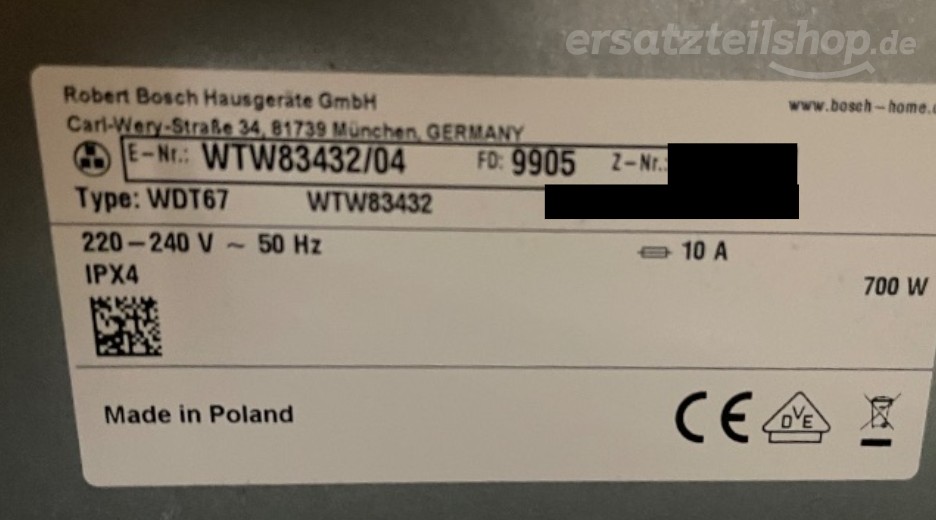 ersatzteilshop.de
Robert Bosch Hausgeräte GmbH
www.bosch-home.c
Carl-Wery-Straße 34, 81739 München, GERMANY
E-Nr.: WTW83432/04 FD: 9905 Z-Nr.:
Type: WDT67 WTW83432
220-240 V ~ 50 Hz 10 A
IPX4 700 W
Made in Poland CE DVE